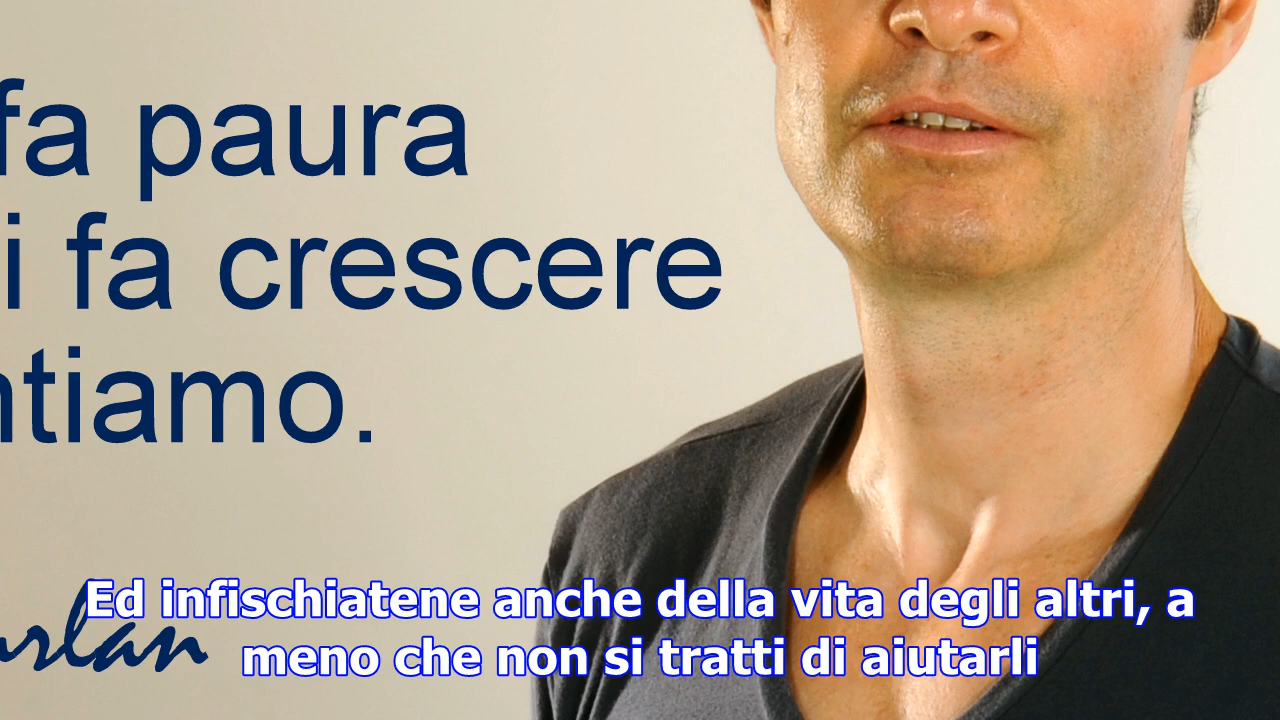 fa paura
i fa crescere
ntiamo.
rlan
Ed infischiatene anche della vita degli altri, a
meno che non si tratti di aiutarli